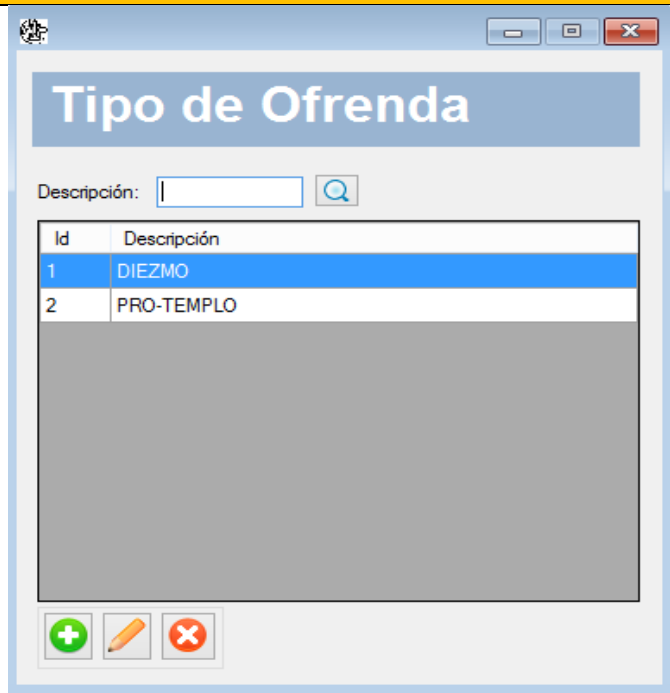 Tipo de Ofrenda
Descripción:
Id Descripción
1 DIEZMO
2 PRO-TEMPLO